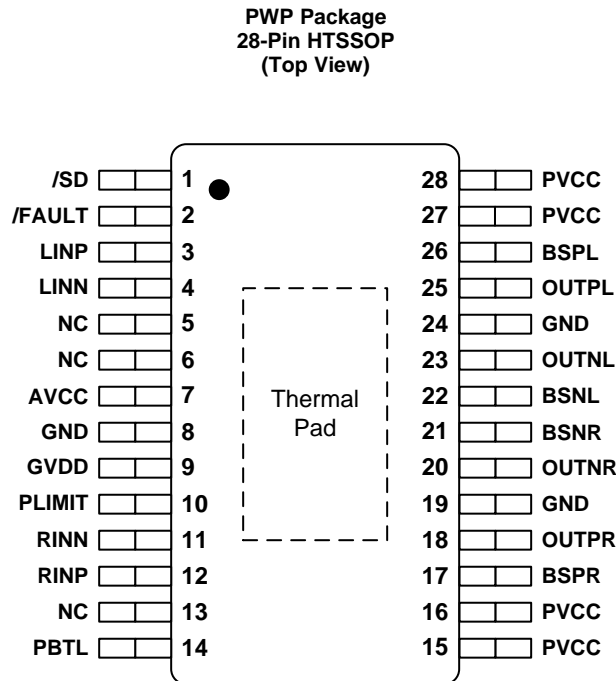 PWP Package
28-Pin HTSSOP
(Top View)
/SD 1 28 PVCC
/FAULT 2 27 PVCC
LINP 3 26 BSPL
LINN 4 25 OUTPL
NC 5 24 GND
NC 6 23 OUTNL
AVCC 7 22 BSNL
GND 8 21 BSNR
GVDD 9 20 OUTNR
PLIMIT 10 19 GND
RINN 11 18 OUTPR
RINP 12 17 BSPR
NC 13 16 PVCC
PBTL 14 15 PVCC
Thermal
Pad